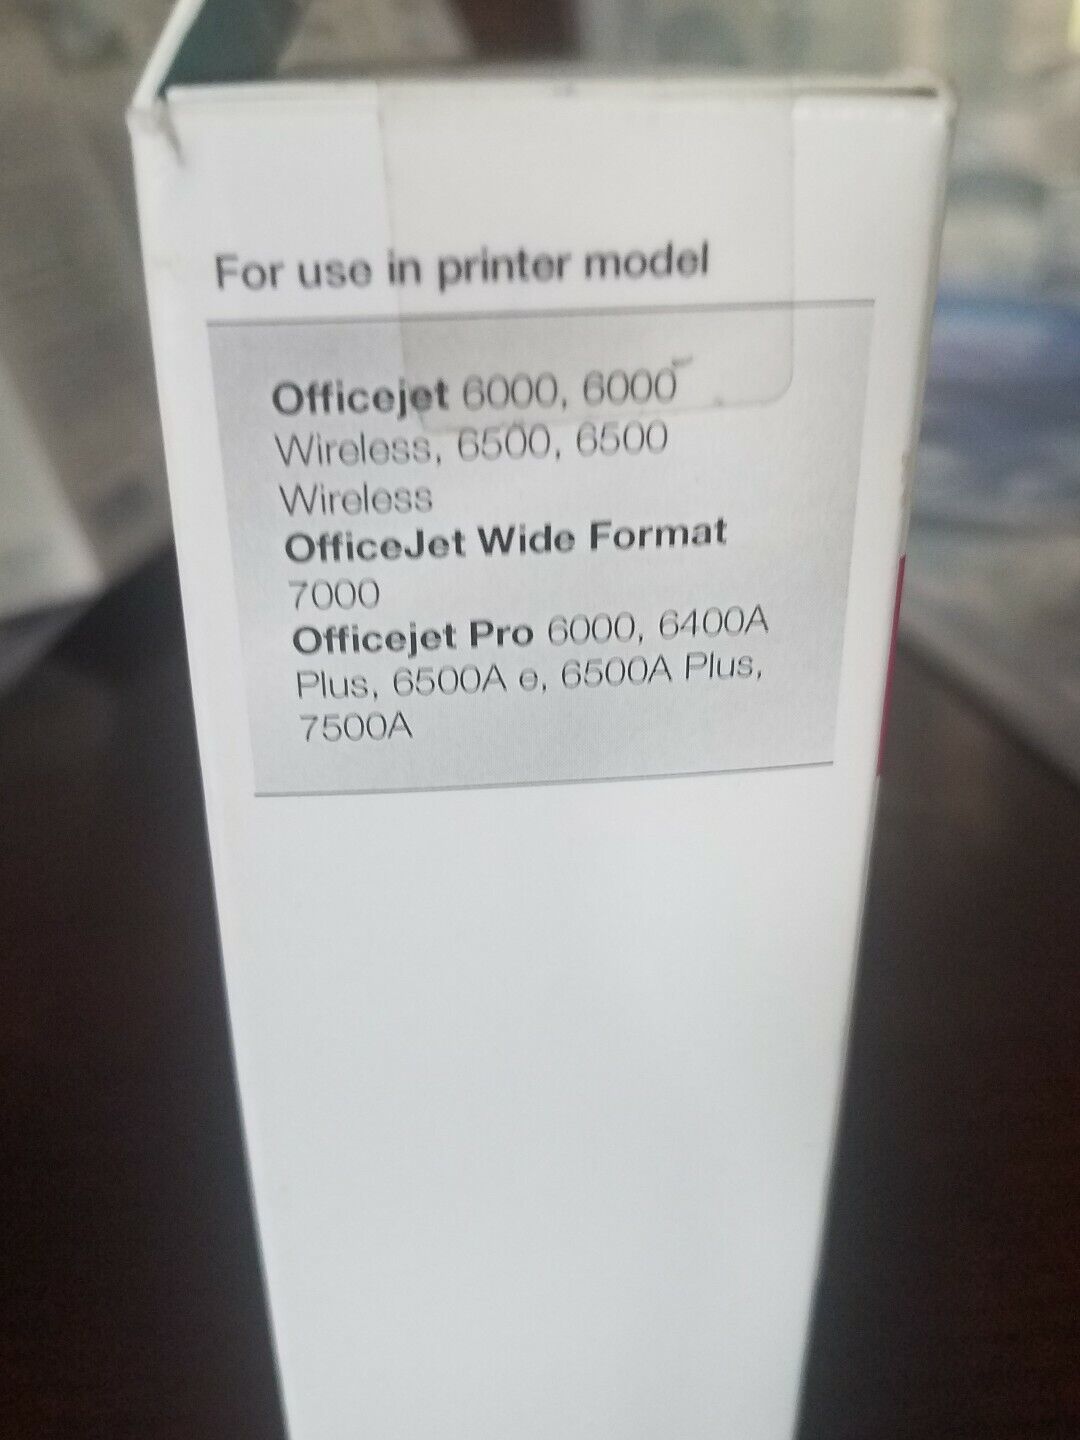 For use in printer model
Officejet 6000, 6000
Wireless, 6500, 6500
Wireless
OfficeJet Wide Format
7000
Officejet Pro 6000, 6400A
Plus, 6500A e, 6500A Plus,
7500A